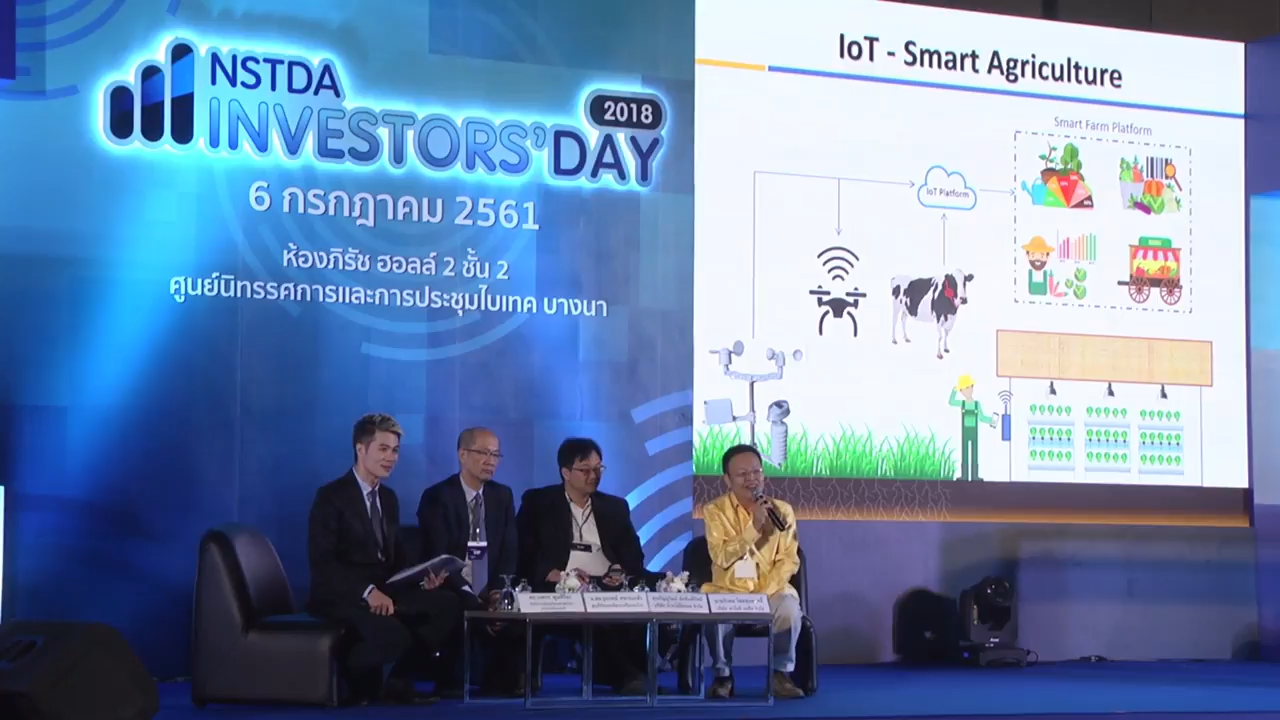 NSTDA
INVESTORS'DAY
2018
6 กรกฎาคม 2561
ห้องภิรัช ฮอลล์ 2 ชั้น 2
ศูนย์นิทรรศการและการประชุมไบเทค บางนา
IoT - Smart Agriculture
Smart Farm Platform
IoT Platform